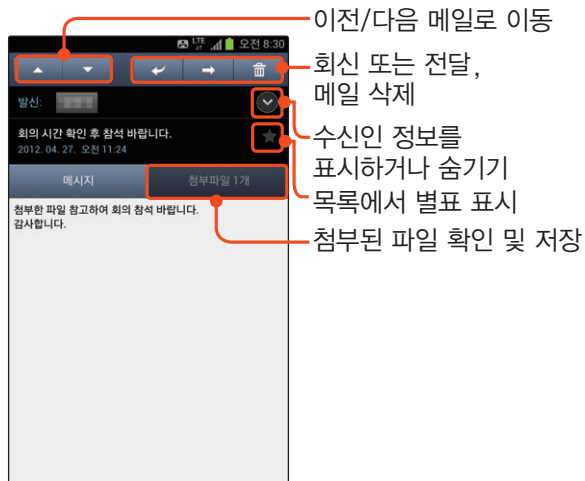 이전/다음 메일로 이동
LTE 오전 8:30
회신 또는 전달,
메일 삭제
발신:
회의 시간 확인 후 참석 바랍니다.
2012. 04. 27. 오전 11:24
수신인 정보를
표시하거나 숨기기
목록에서 별표 표시
메시지
첨부파일 1개
첨부된 파일 확인 및 저장
첨부한 파일 참고하여 회의 참석 바랍니다.
감사합니다.